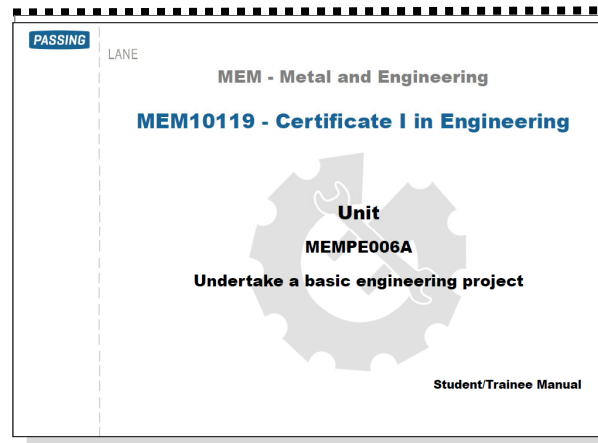 PASSING
LANE
MEM - Metal and Engineering
MEM10119 - Certificate I in Engineering
Unit
MEMPE006A
Undertake a basic engineering project
Student/Trainee Manual